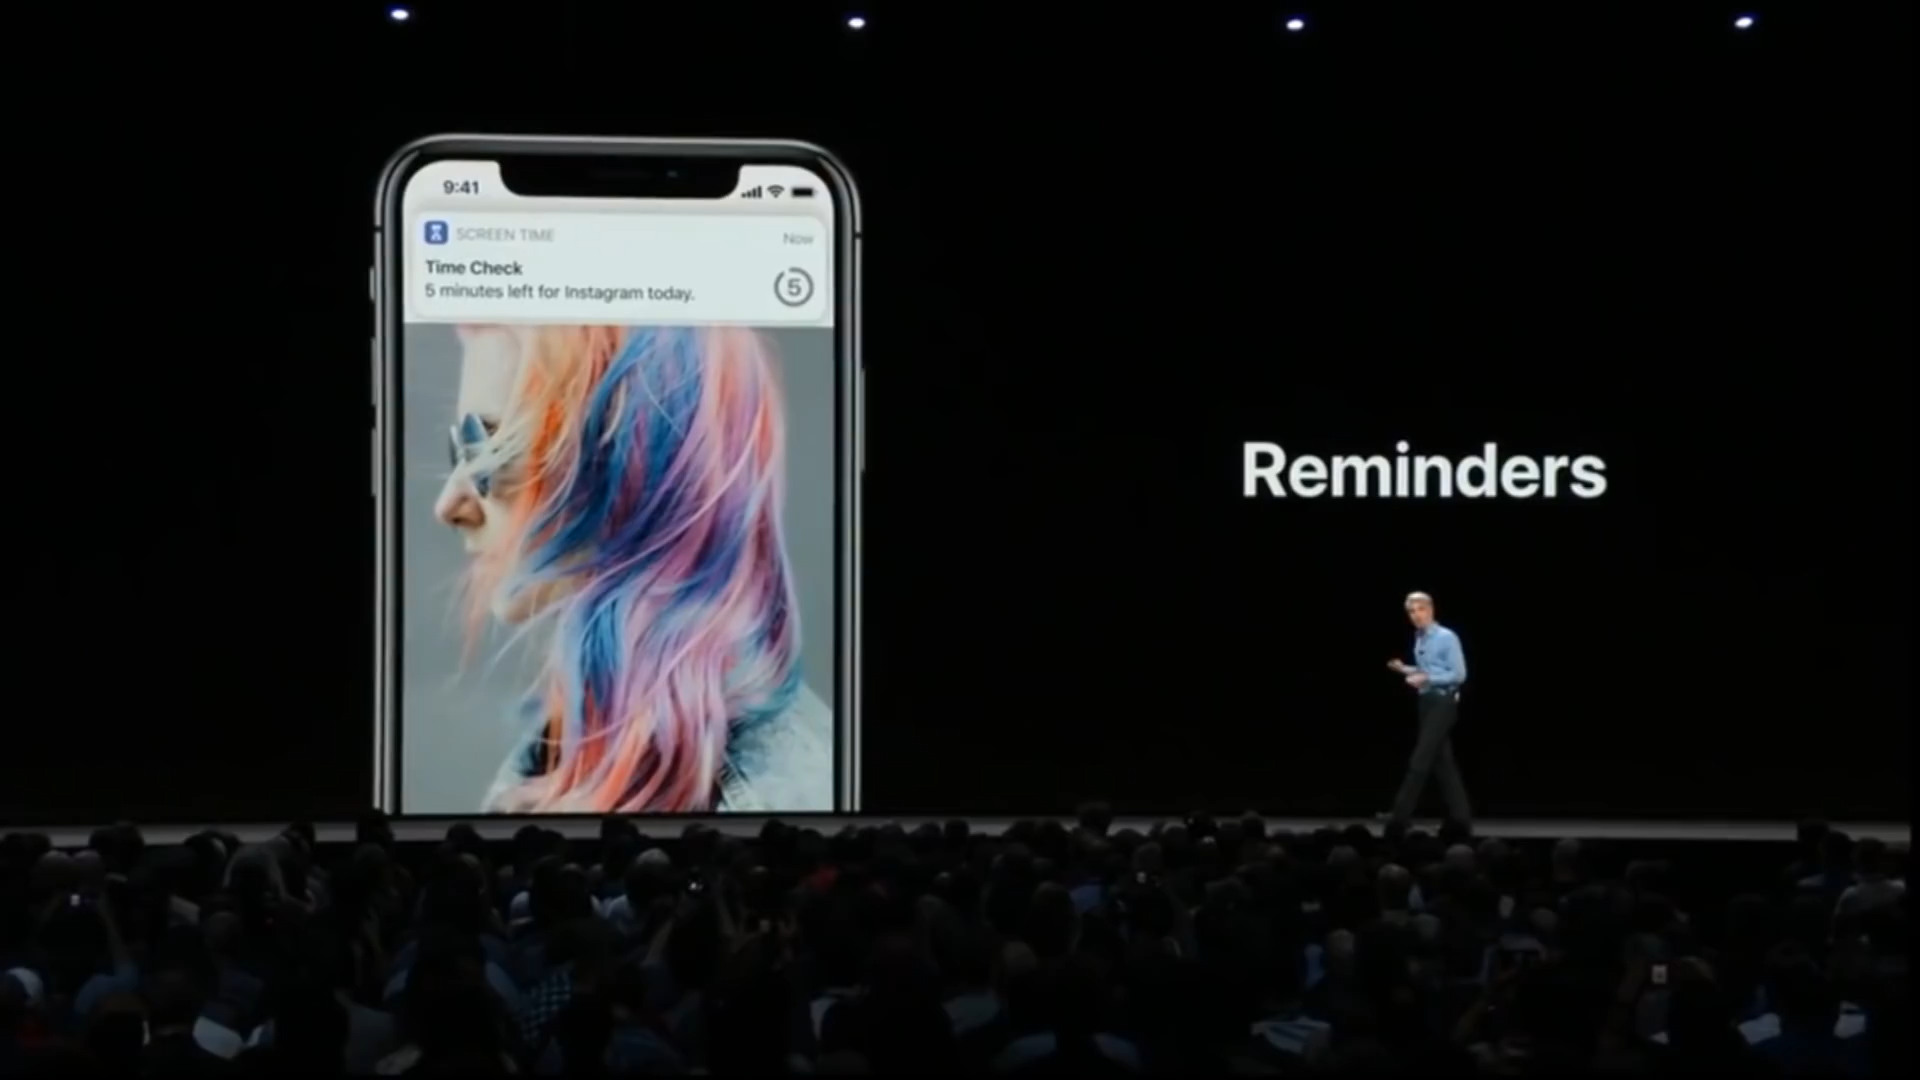 9:41
SCREEN TIME
Now
Time Check
5 minutes left for Instagram today.
5
Reminders